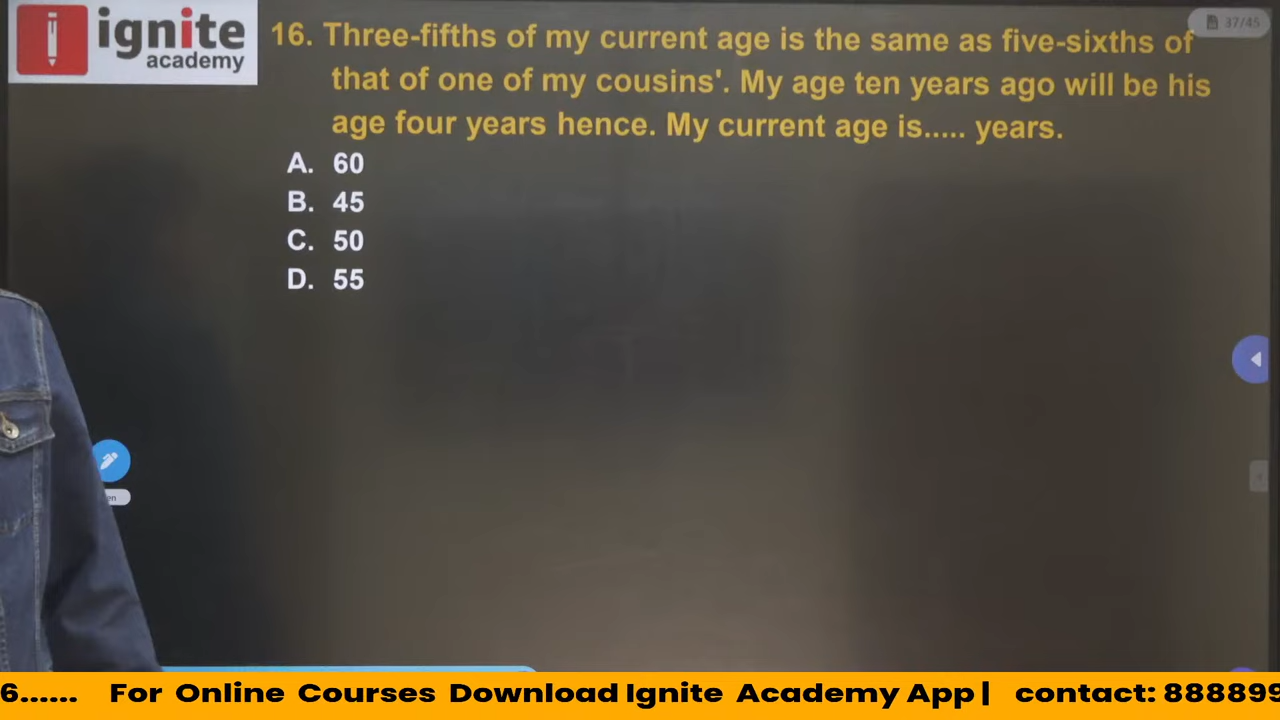 ignite
academy
37/45
16. Three-fifths of my current age is the same as five-sixths of
that of one of my cousins'. My age ten years ago will be his
age four years hence. My current age is..... years.
A. 60
B. 45
C. 50
D. 55
en
6...... For Online Courses Download Ignite Academy App | contact: 888899